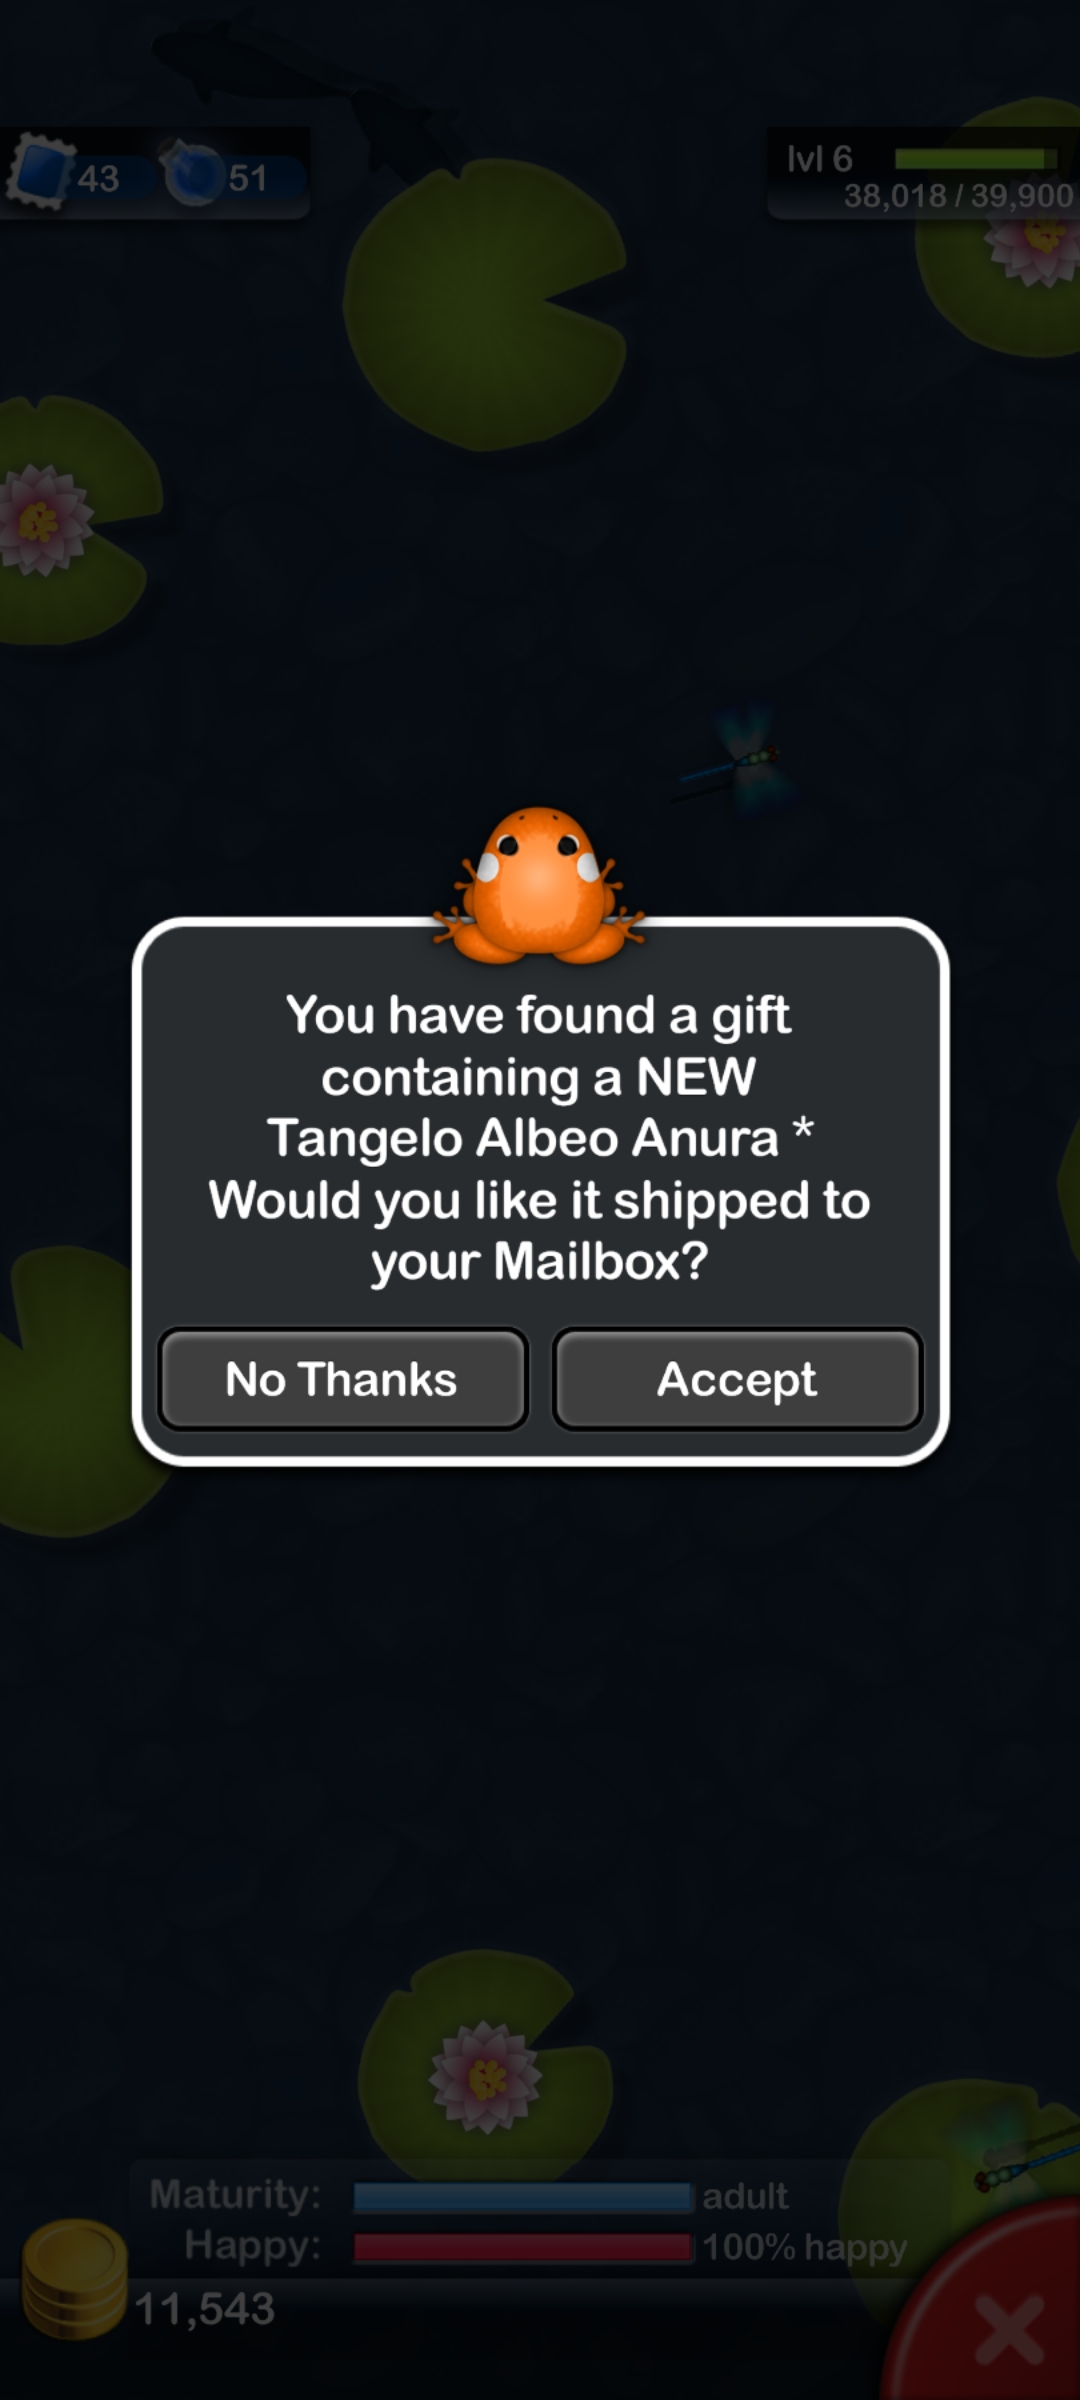 43 51
lvl 6
38,018 / 39,900
You have found a gift
containing a NEW
Tangelo Albeo Anura *
Would you like it shipped to
your Mailbox?
No Thanks Accept
Maturity: adult
Happy: 100% happy
11,543